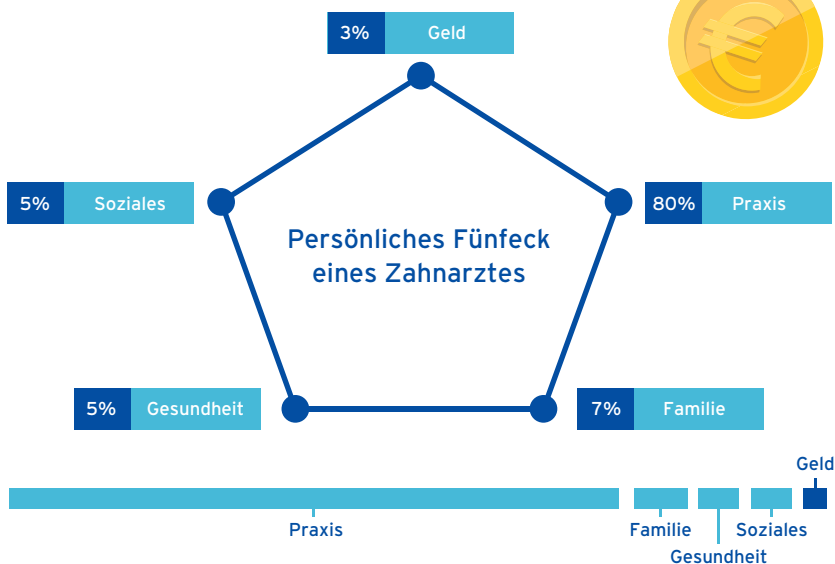 3% Geld
5% Soziales
80% Praxis
Persönliches Fünfeck
eines Zahnarztes
5% Gesundheit
7% Familie
Geld
Praxis
Familie
Soziales
Gesundheit